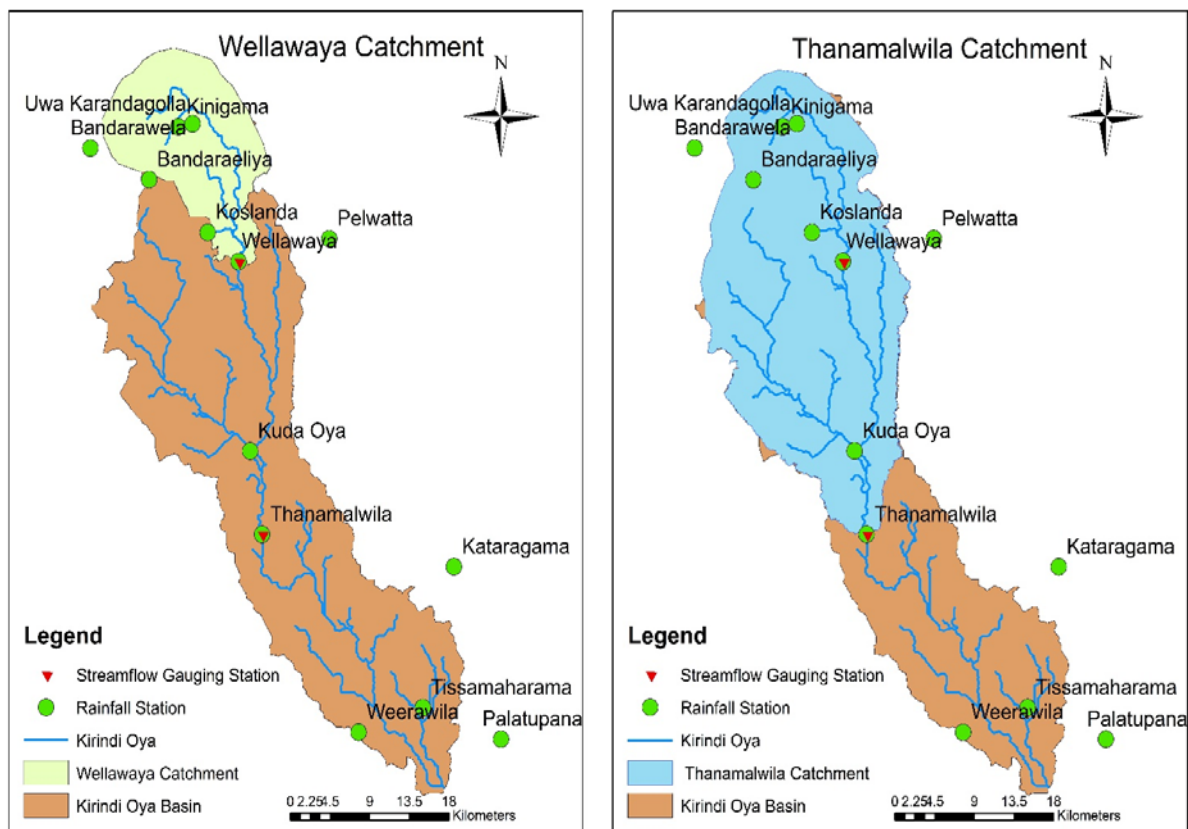 Wellawaya Catchment
N
Uwa Karandagolla
Kinigama
Bandarawela
Bandaraeliya
Koslanda
Pelwatta
Wellawaya
Kuda Oya
Thanamalwila
Kataragama
Legend
Streamflow Gauging Station
Rainfall Station
Kirindi Oya
Wellawaya Catchment
Kirindi Oya Basin
Tissamaharama
Weerawila
Palatupana
0 2.25 4.5 9 13.5 18
Kilometers
Thanamalwila Catchment
N
Uwa Karandagolla
Kinigama
Bandarawela
Bandaraeliya
Koslanda
Pelwatta
Wellawaya
Kuda Oya
Thanamalwila
Kataragama
Legend
Streamflow Gauging Station
Rainfall Station
Kirindi Oya
Thanamalwila Catchment
Kirindi Oya Basin
Tissamaharama
Weerawila
Palatupana
0 2.25 4.5 9 13.5 18
Kilometers